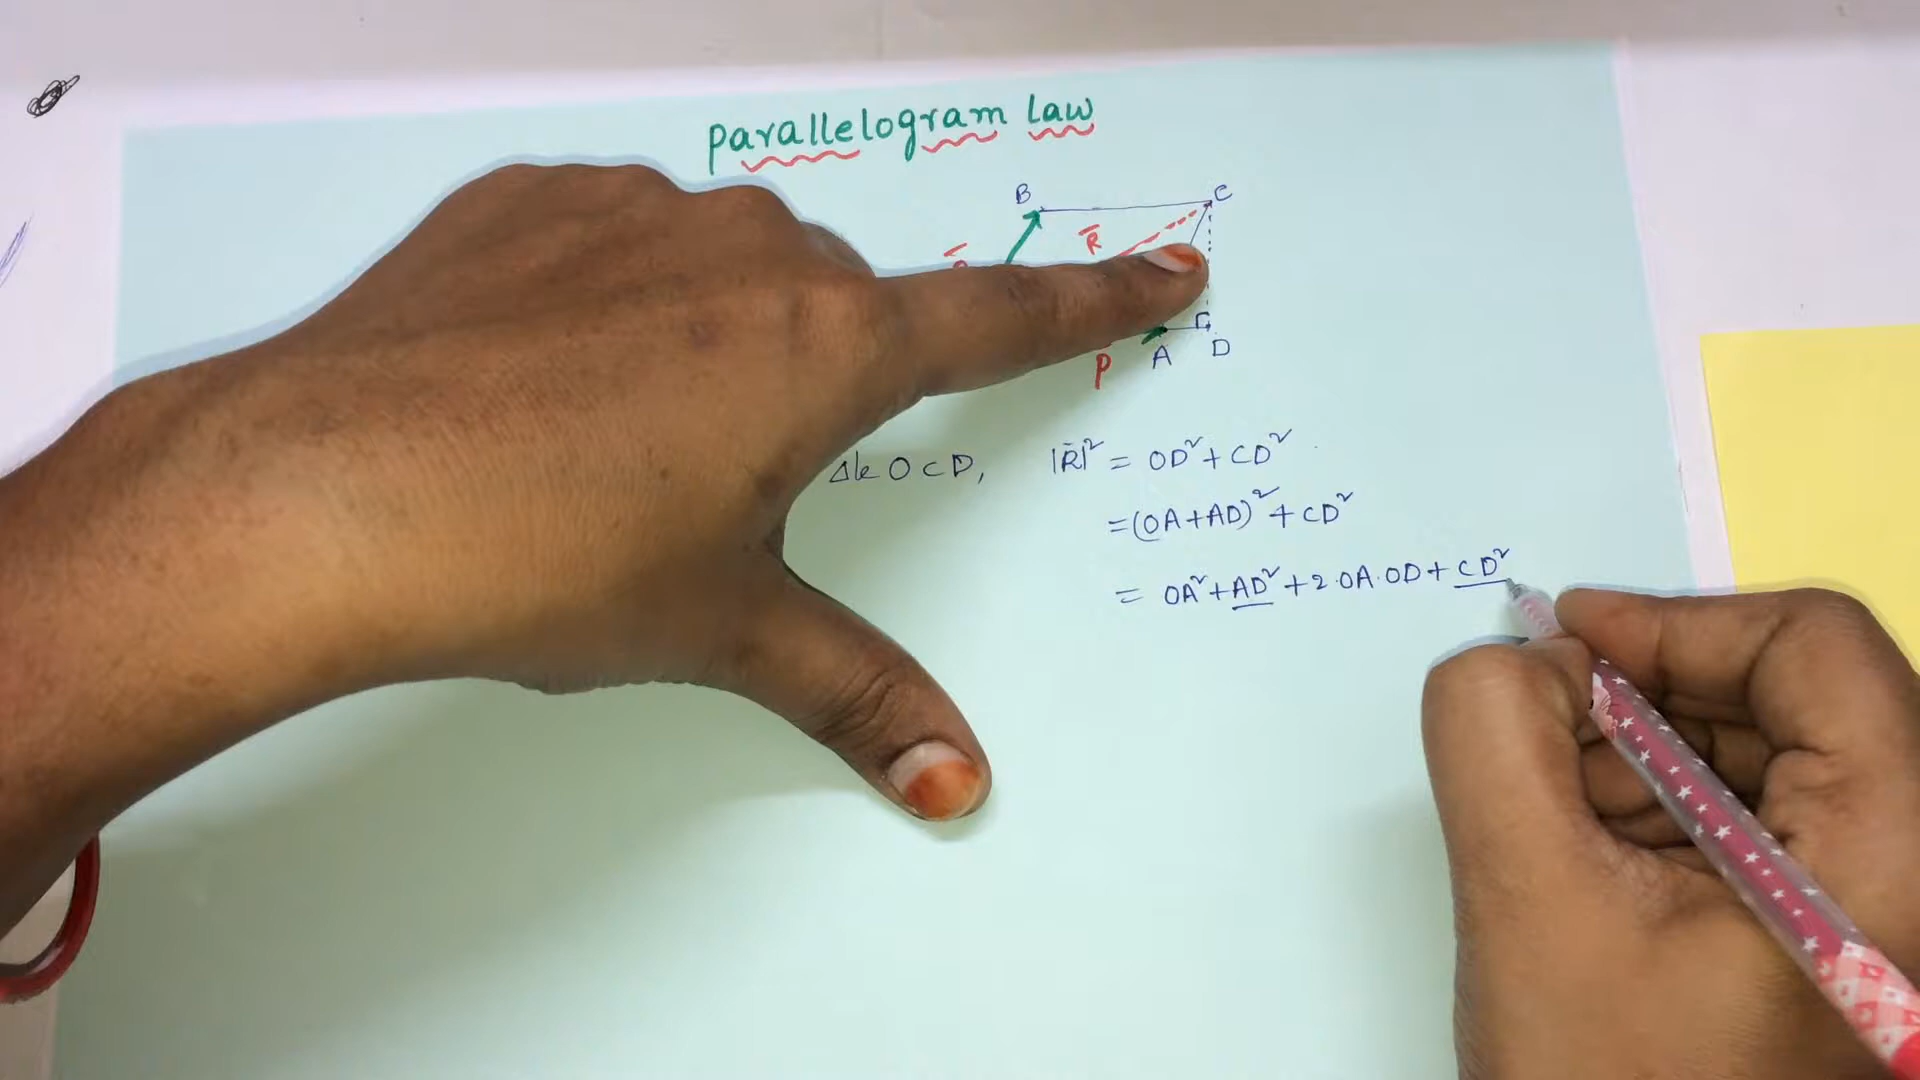 parallelogram law
B C
R̄
A D
P
Δle OCD, |R̄|² = OD² + CD²
= (OA+AD)² + CD²
= OA² + AD² + 2·OA·OD + CD²